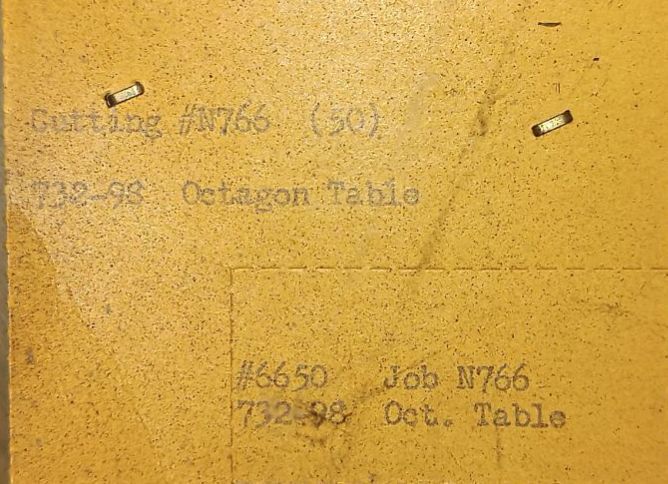 Cutting #N766 (50)
732-98 Octagon Table
#6650 Job N766
732-98 Oct. Table